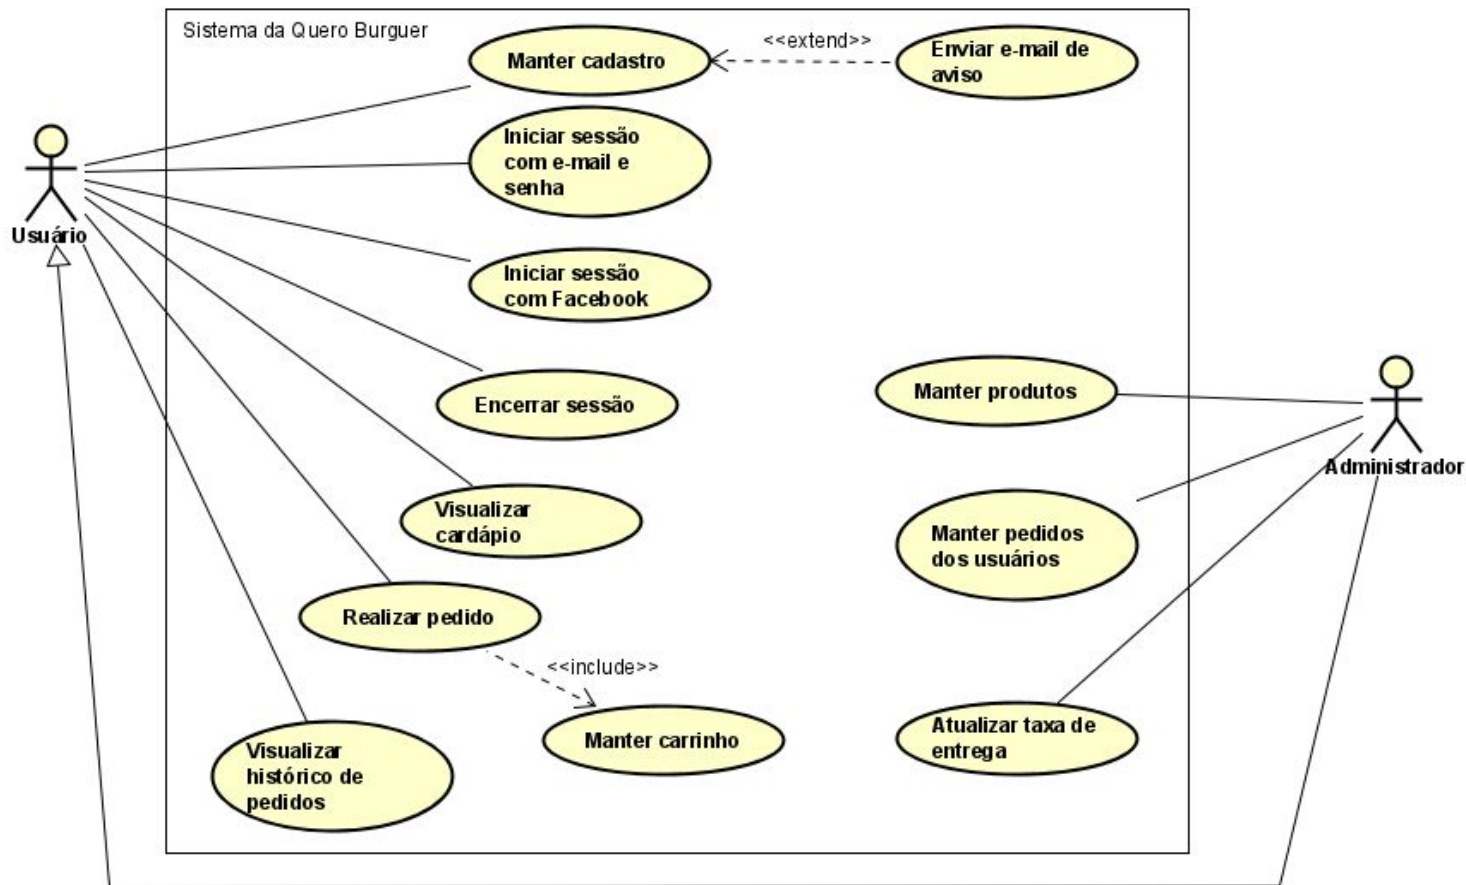 Sistema da Quero Burguer
Manter cadastro
<<extend>>
Enviar e-mail de
aviso
Iniciar sessão
com e-mail e
senha
Usuário
Iniciar sessão
com Facebook
Encerrar sessão
Manter produtos
Administrador
Visualizar
cardápio
Manter pedidos
dos usuários
Realizar pedido
<<include>>
Manter carrinho
Atualizar taxa de
entrega
Visualizar
histórico de
pedidos